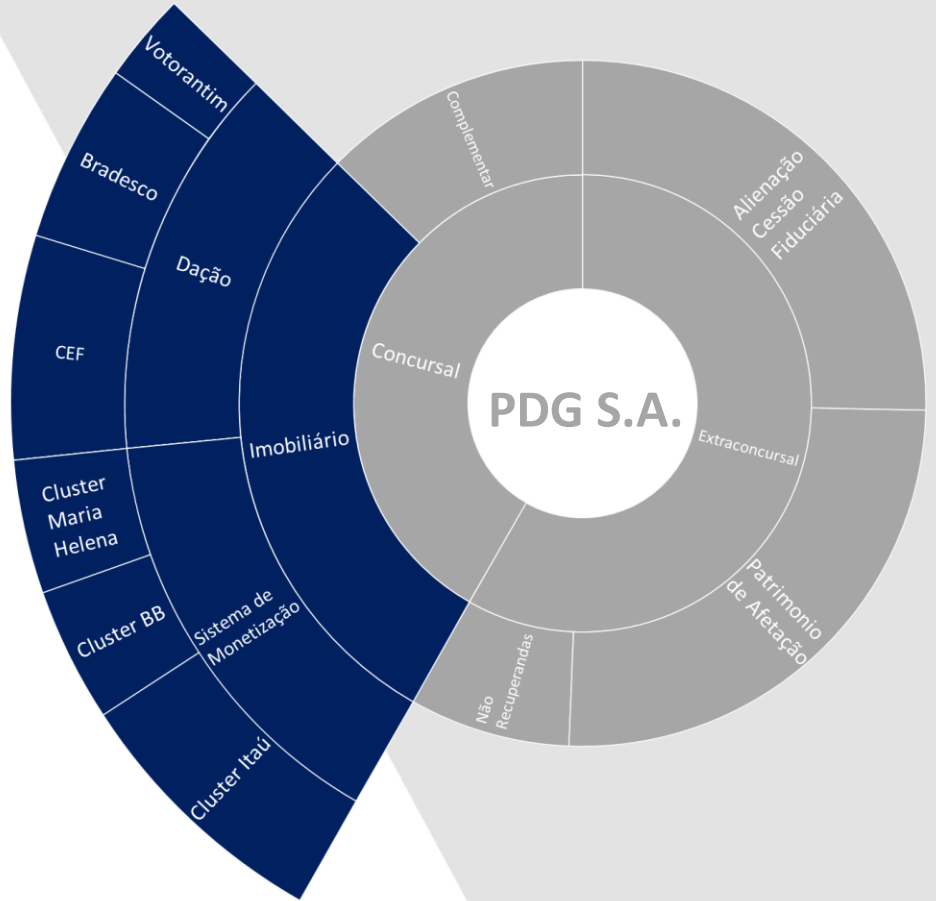 Votorantim
Bradesco
CEF
Cluster
Maria
Helena
Cluster BB
Cluster Itaú
Dação
Sistema de
Monetização
Imobiliário
Complementar
Concursal
PDG S.A.
Extraconcursal
Alienação
Cessão
Fiduciária
Patrimonio
de Afetação
Não
Recuperandas